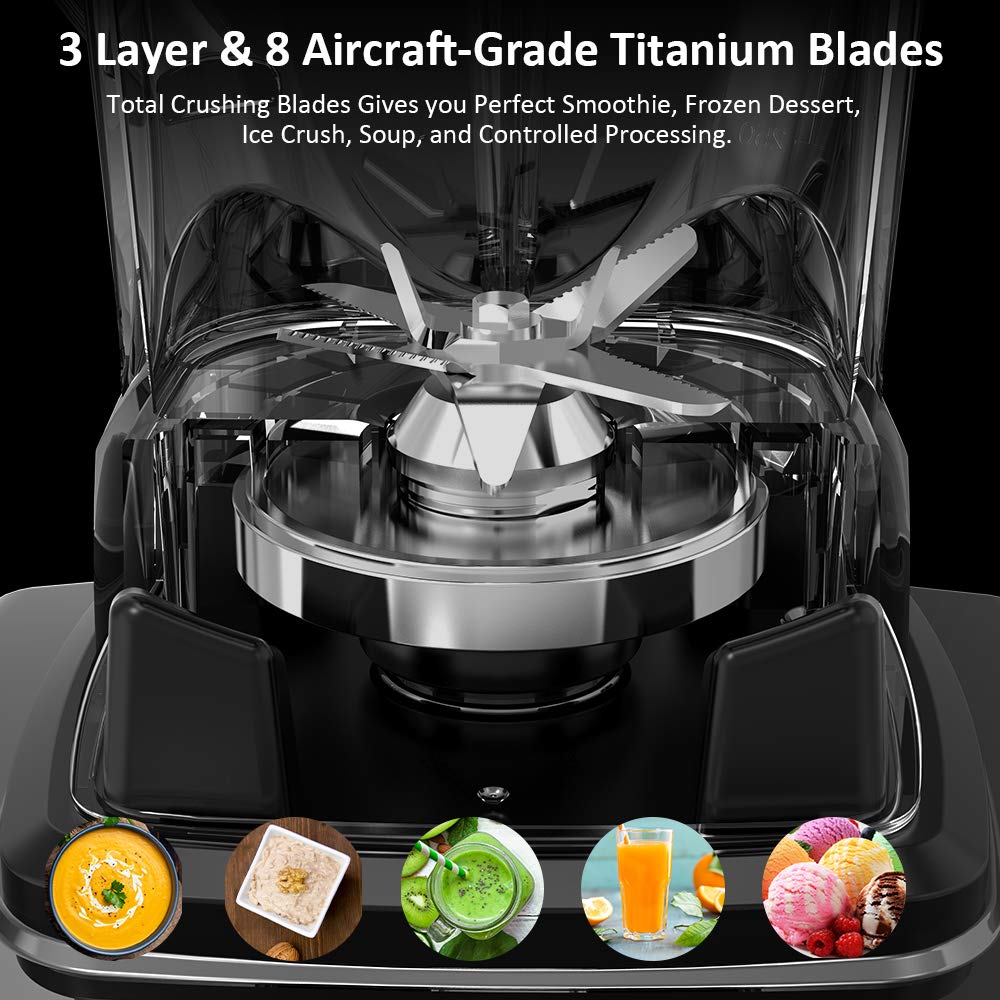 3 Layer & 8 Aircraft-Grade Titanium Blades
Total Crushing Blades Gives you Perfect Smoothie, Frozen Dessert,
Ice Crush, Soup, and Controlled Processing.